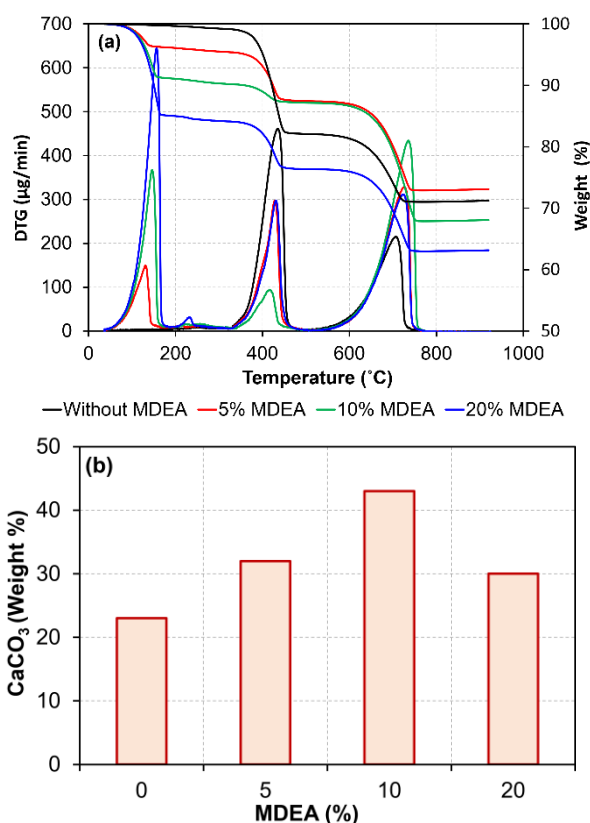 (a)
700
600
500
400
300
200
100
0
DTG (µg/min)
100
90
80
70
60
50
Weight (%)
0 200 400 600 800 1000
Temperature (˚C)
Without MDEA 5% MDEA 10% MDEA 20% MDEA
(b)
50
40
30
20
10
0
CaCO₃ (Weight %)
0 5 10 20
MDEA (%)